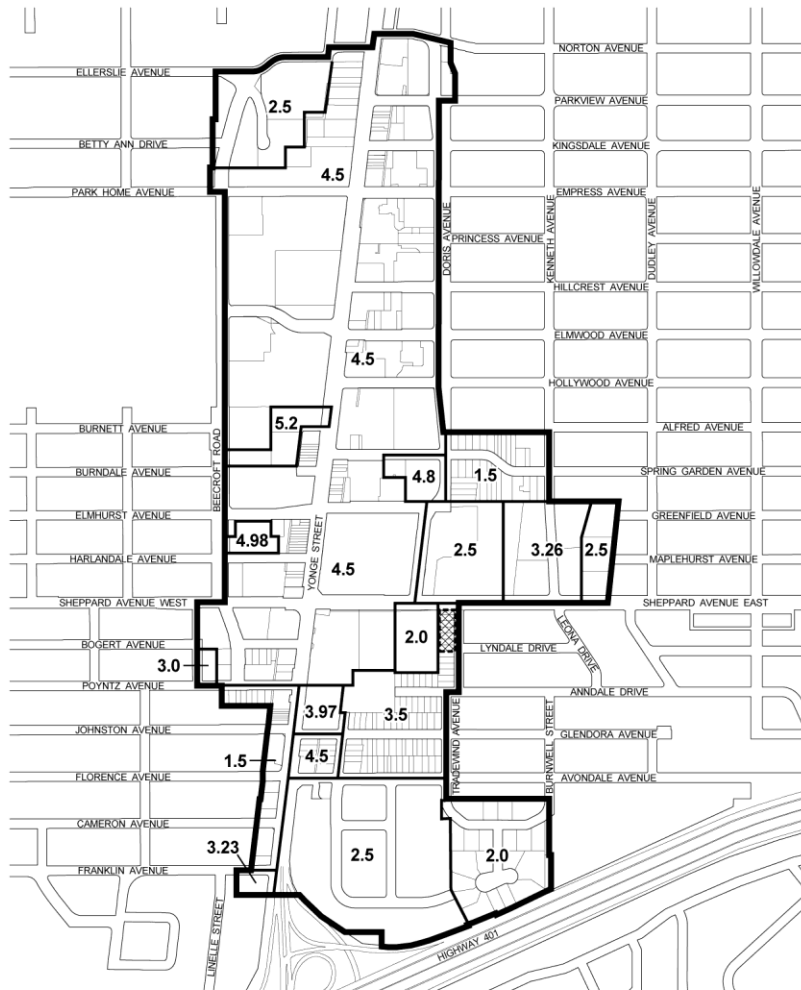 NORTON AVENUE
ELLERSLIE AVENUE
PARKVIEW AVENUE
2.5
BETTY ANN DRIVE
KINGSDALE AVENUE
4.5
PARK HOME AVENUE
EMPRESS AVENUE
DORIS AVENUE
PRINCESS AVENUE
KENNETH AVENUE
DUDLEY AVENUE
WILLOWDALE AVENUE
HILLCREST AVENUE
ELMWOOD AVENUE
4.5
HOLLYWOOD AVENUE
5.2
BURNETT AVENUE
ALFRED AVENUE
BEECROFT ROAD
BURNDALE AVENUE
4.8
1.5
SPRING GARDEN AVENUE
ELMHURST AVENUE
GREENFIELD AVENUE
4.98
YONGE STREET
2.5
3.26
2.5
HARLANDALE AVENUE
4.5
MAPLEHURST AVENUE
SHEPPARD AVENUE WEST
SHEPPARD AVENUE EAST
2.0
BOGERT AVENUE
LYNDALE DRIVE
LEONA DRIVE
3.0
POYNTZ AVENUE
ANNDALE DRIVE
3.97
3.5
JOHNSTON AVENUE
TRADEWIND AVENUE
BURNWELL STREET
GLENDORA AVENUE
1.5
4.5
FLORENCE AVENUE
AVONDALE AVENUE
CAMERON AVENUE
3.23
2.5
2.0
FRANKLIN AVENUE
LINELLE STREET
HIGHWAY 401